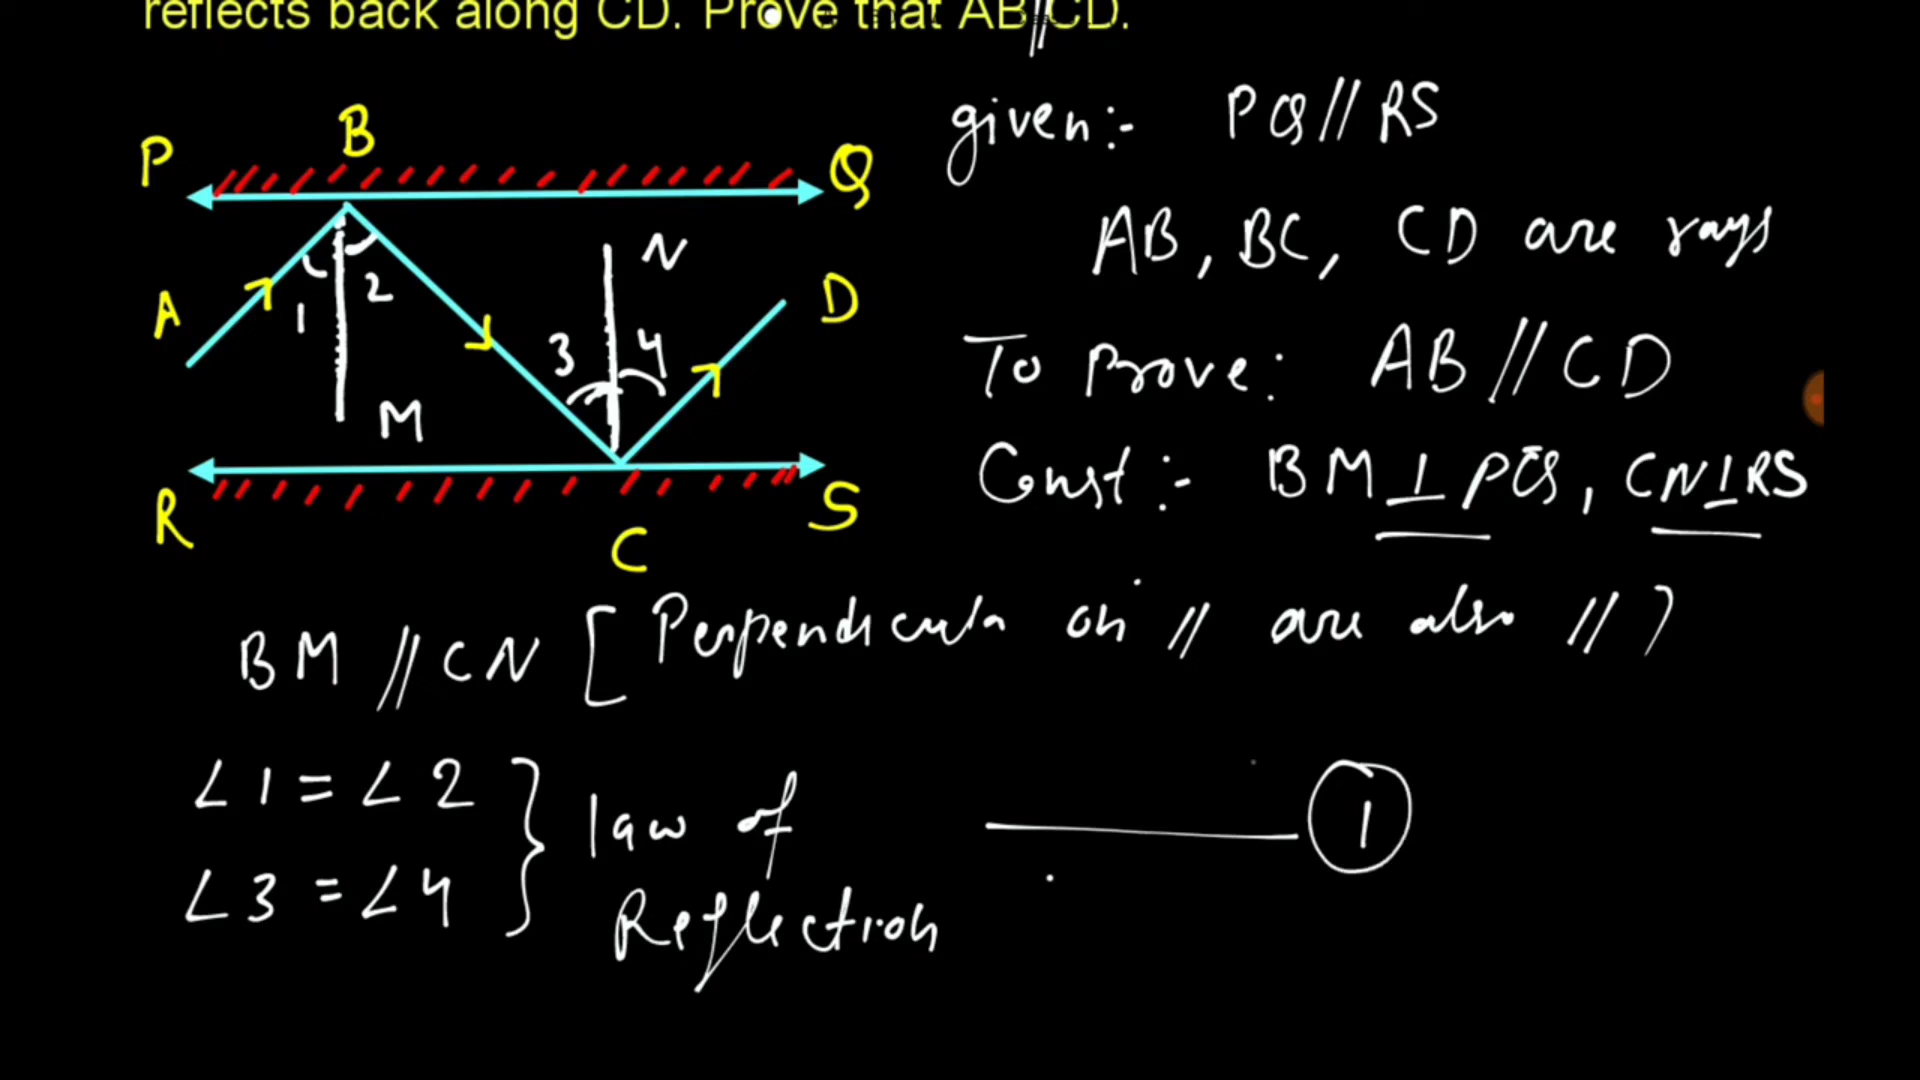 reflects back along CD. Prove that AB//CD.
given:- PQ//RS
AB, BC, CD are rays
To Prove: AB//CD
Const:- BM⊥PQ, CN⊥RS
P B Q
A 1 2 3 N 4 D
M
R C S
BM // CN [Perpendicula on // are also //)
∠1=∠2 } law of ——— 1
∠3=∠4 Reflection